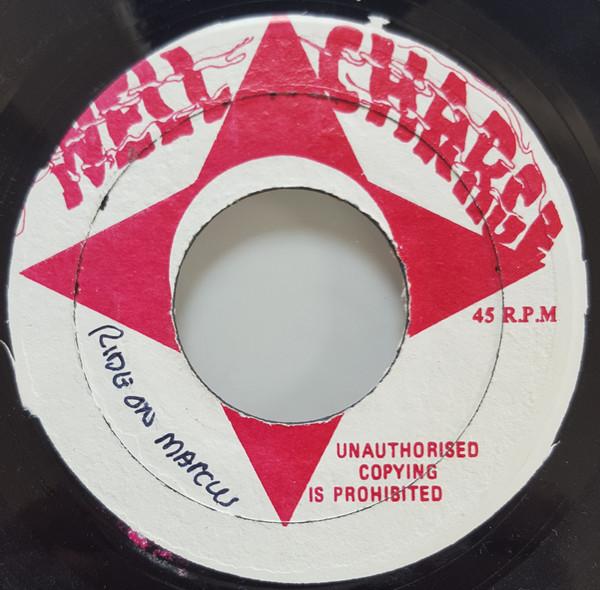 WELL CHARGE
45 R.P.M
RIDE ON MARCUS
UNAUTHORISED
COPYING
IS PROHIBITED